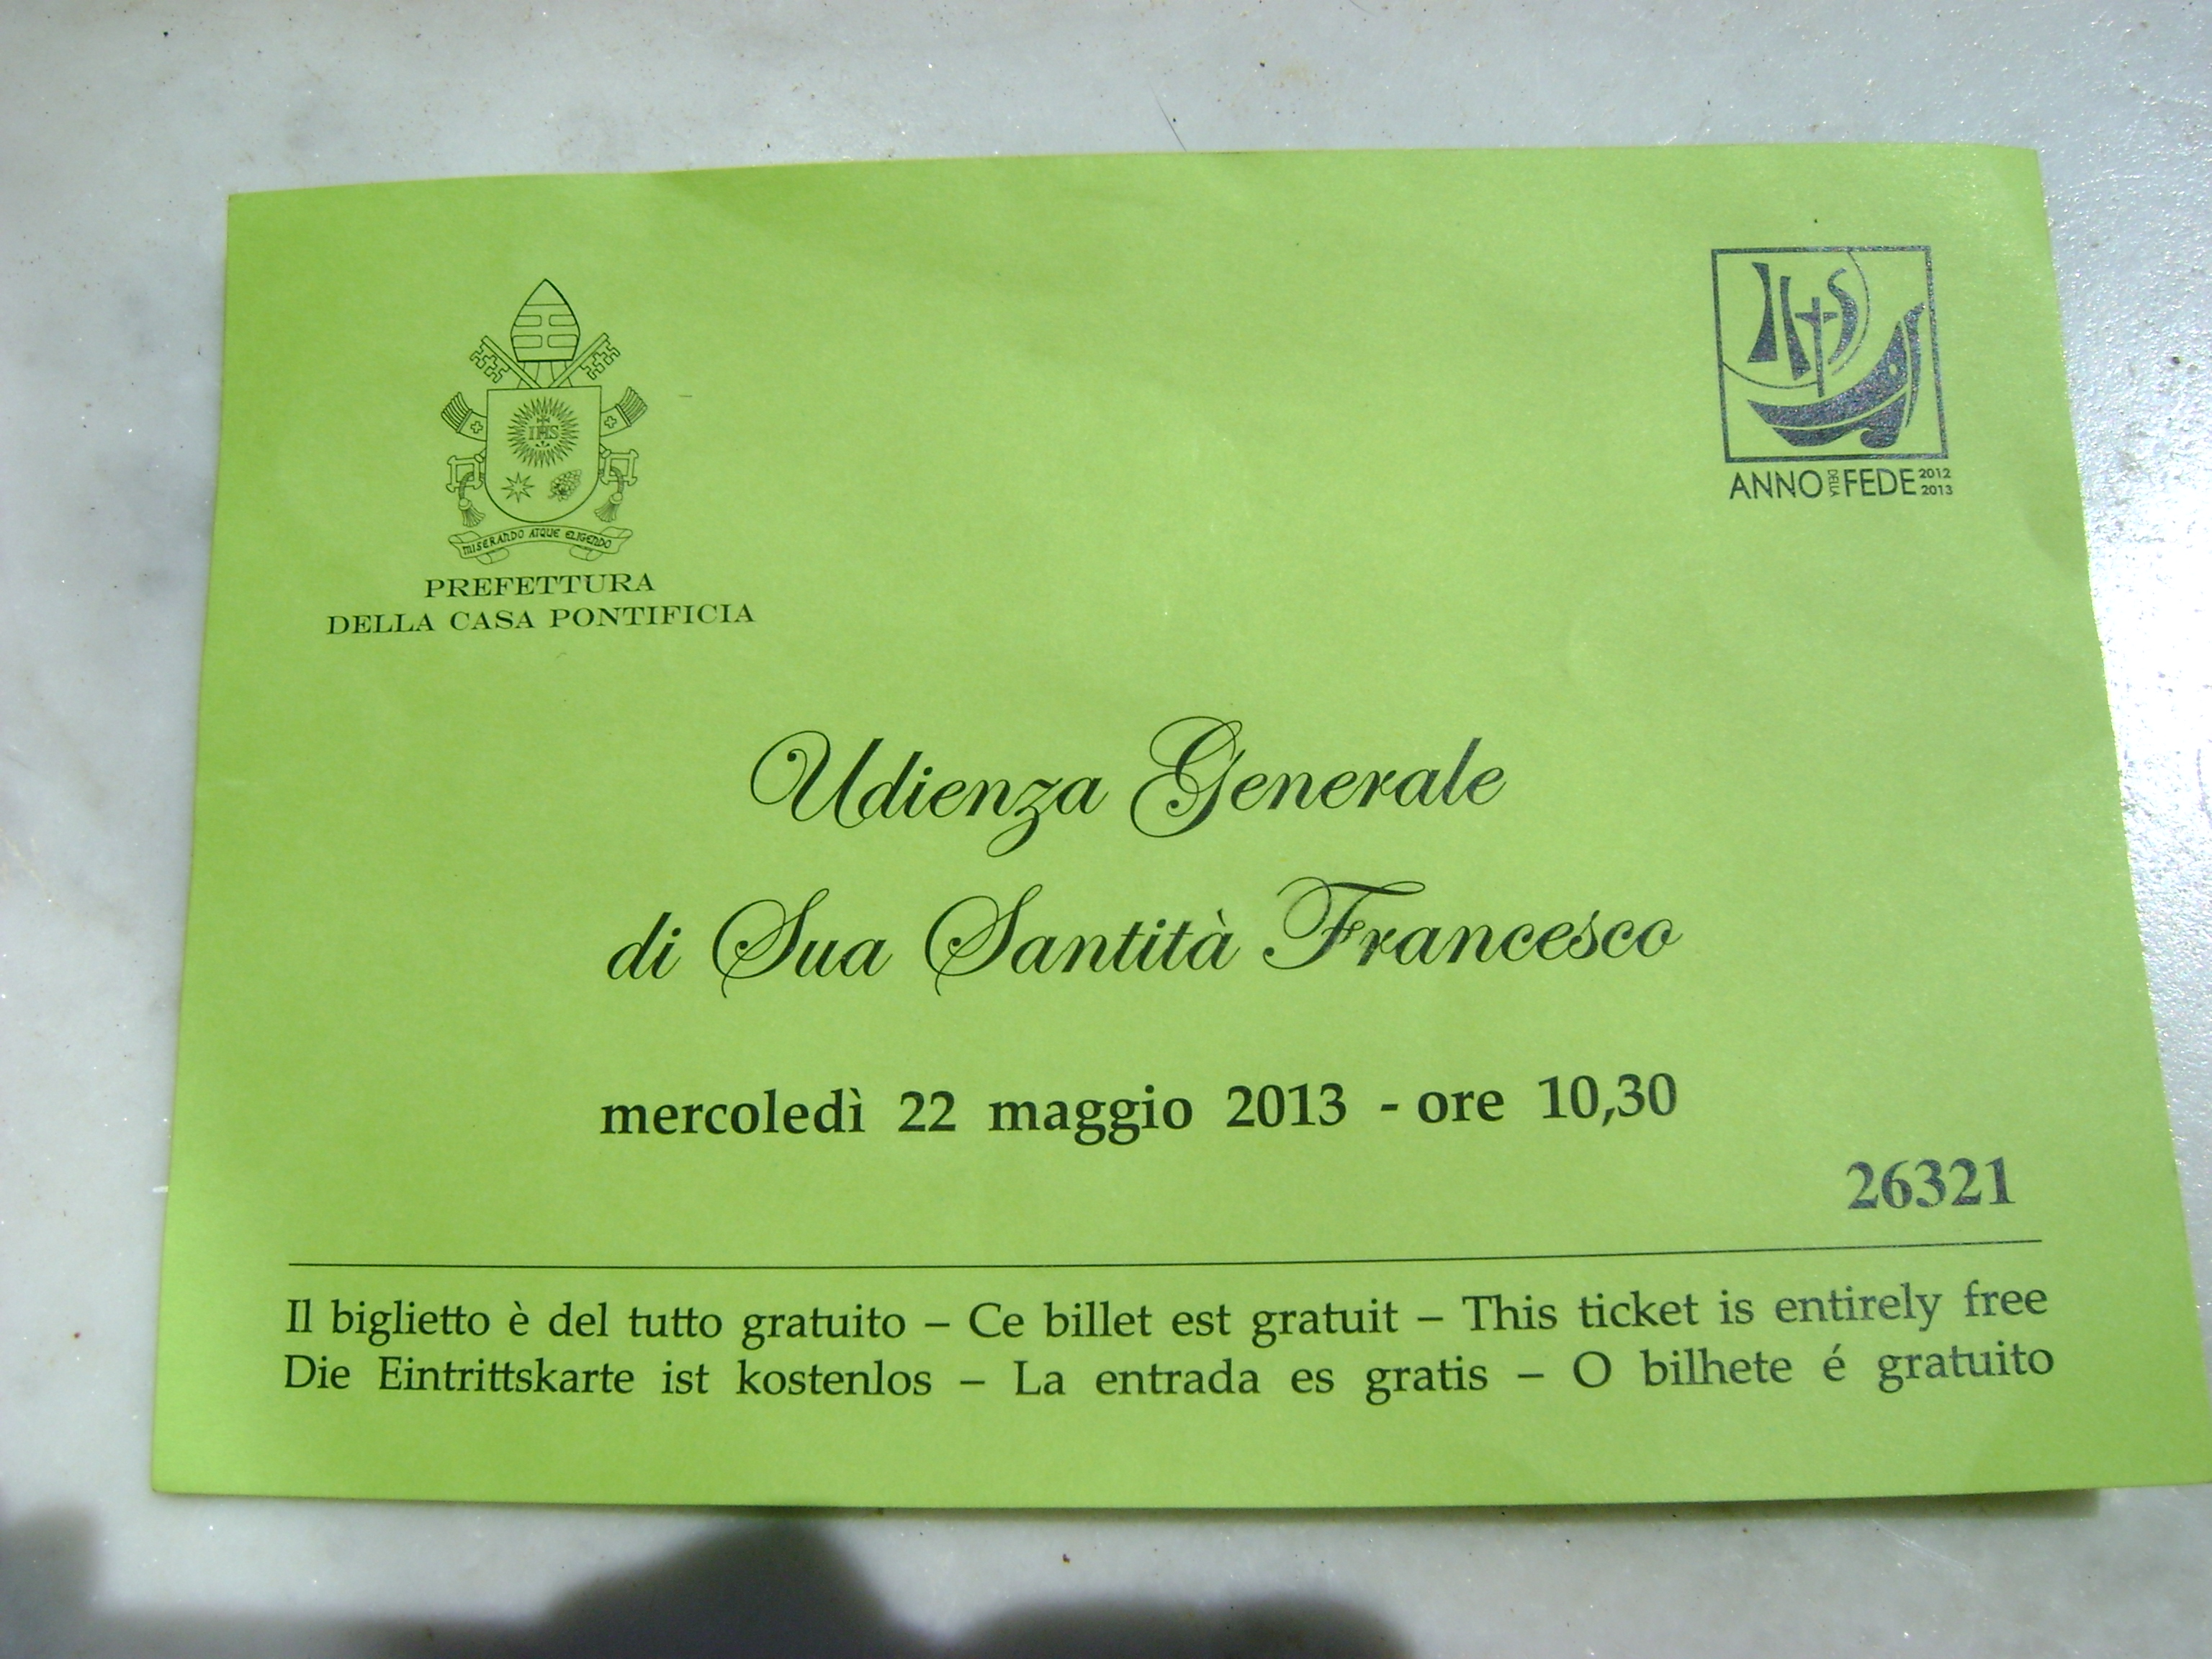 IHS
MISERANDO ATQUE ELIGENDO
PREFETTURA
DELLA CASA PONTIFICIA
IHS
ANNO DELLA FEDE 2012 2013
Udienza Generale
di Sua Santità Francesco
mercoledì 22 maggio 2013 - ore 10,30
26321
Il biglietto è del tutto gratuito – Ce billet est gratuit – This ticket is entirely free
Die Eintrittskarte ist kostenlos – La entrada es gratis – O bilhete é gratuito